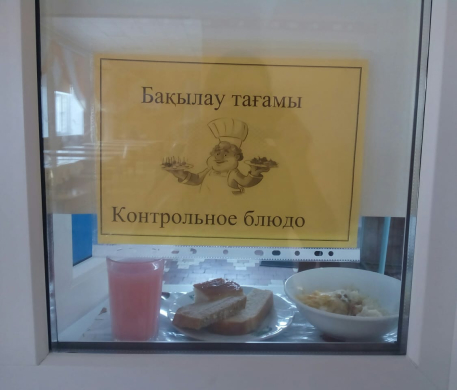 Бақылау тағамы
Контрольное блюдо